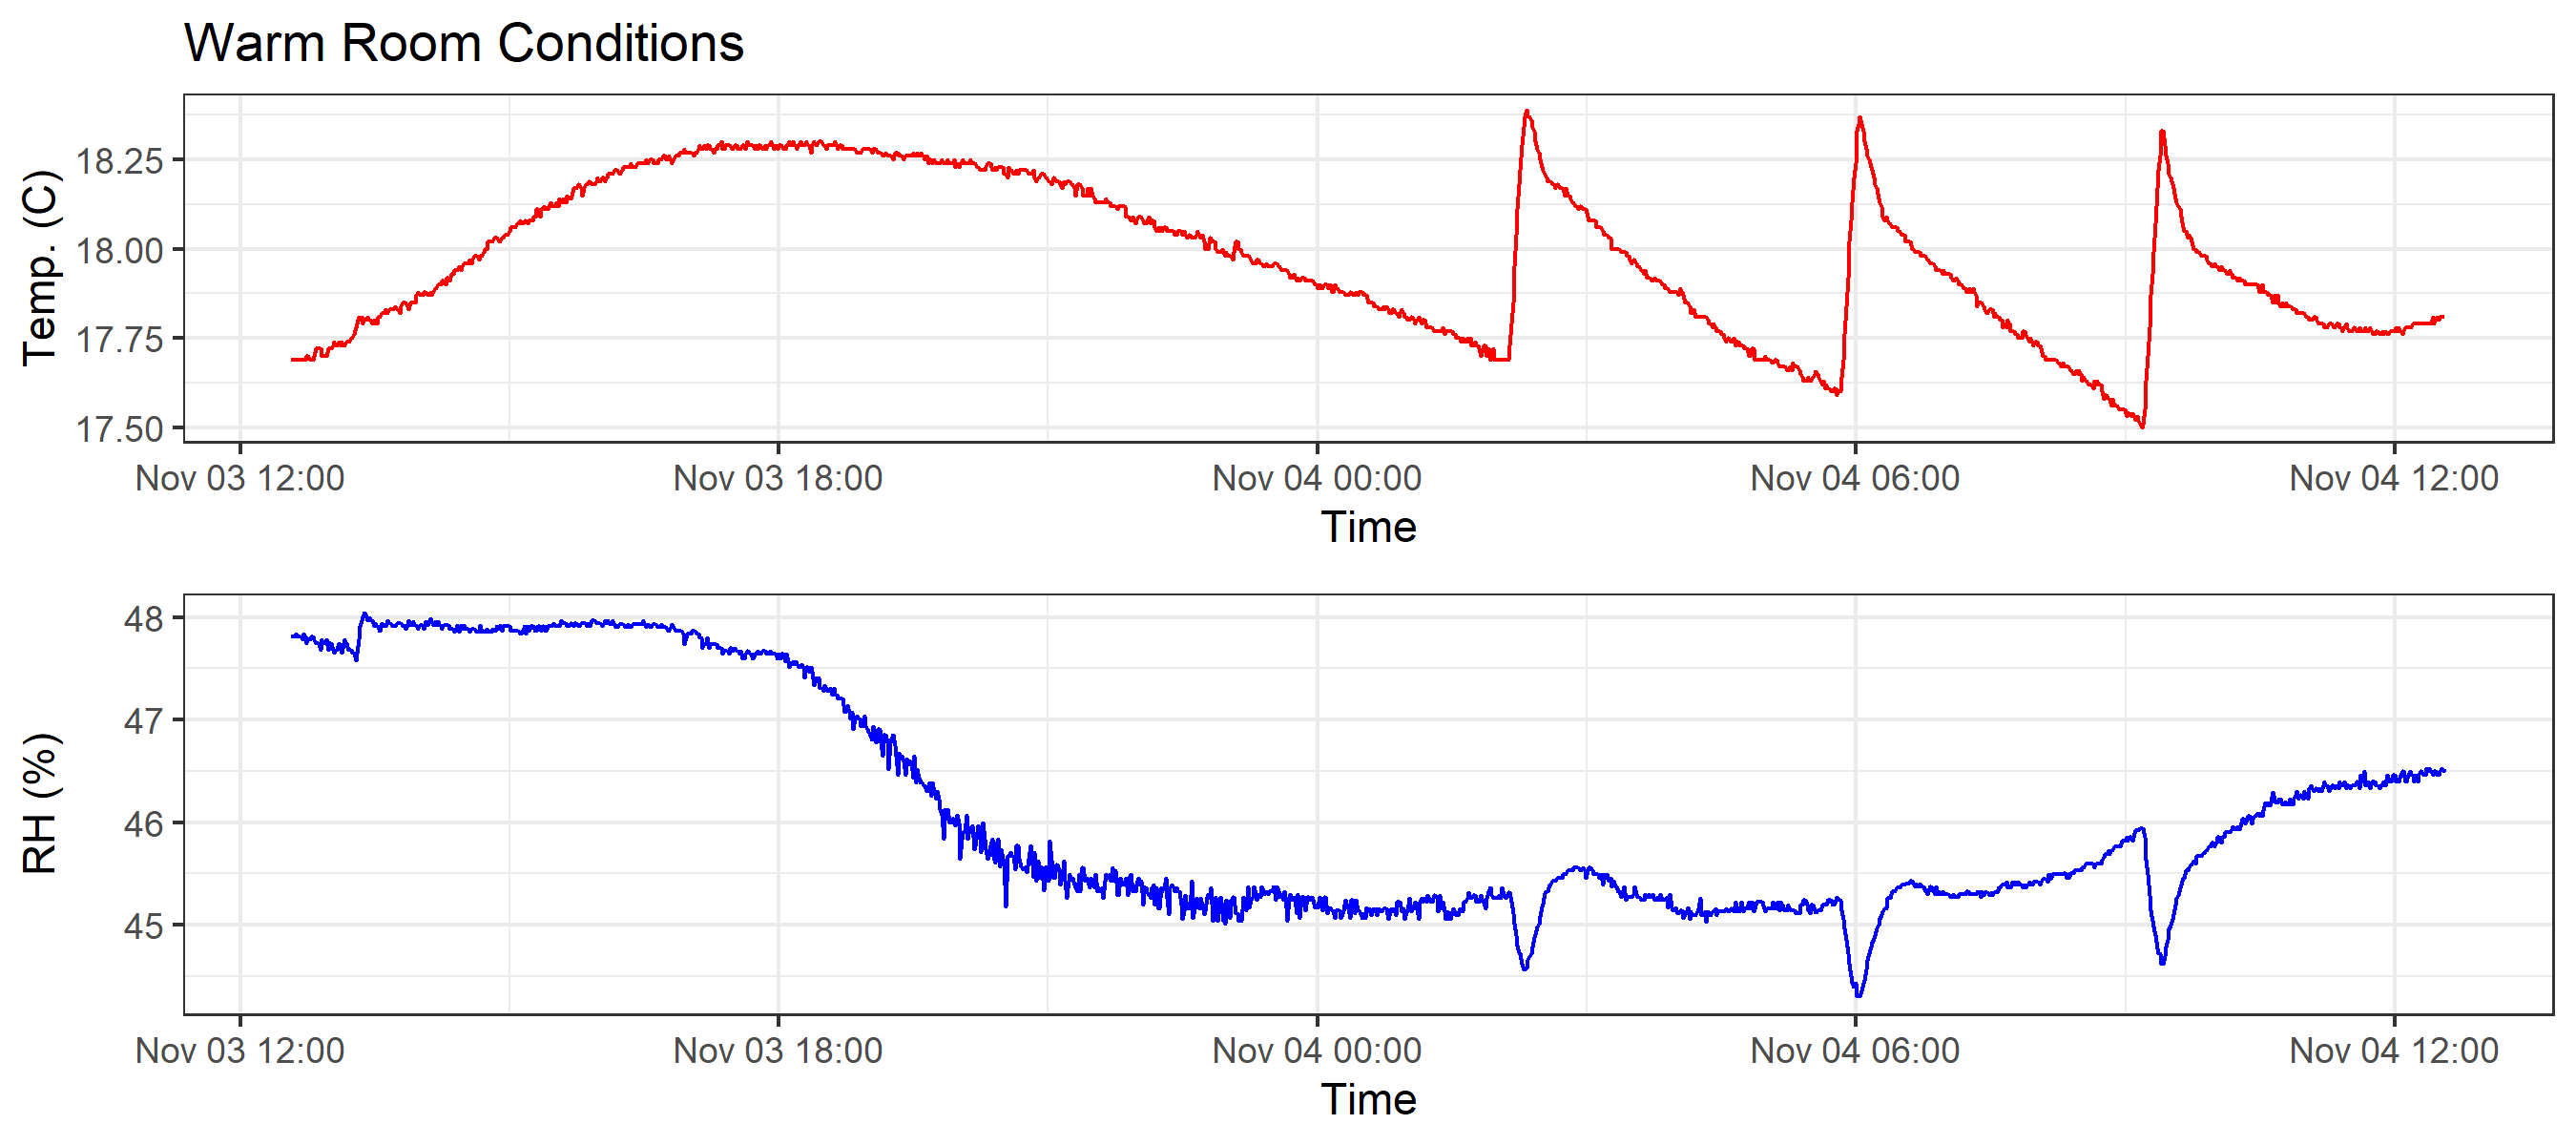 Warm Room Conditions
Temp. (C)
18.25
18.00
17.75
17.50
Nov 03 12:00 Nov 03 18:00 Nov 04 00:00 Nov 04 06:00 Nov 04 12:00
Time
RH (%)
48
47
46
45
Nov 03 12:00 Nov 03 18:00 Nov 04 00:00 Nov 04 06:00 Nov 04 12:00
Time